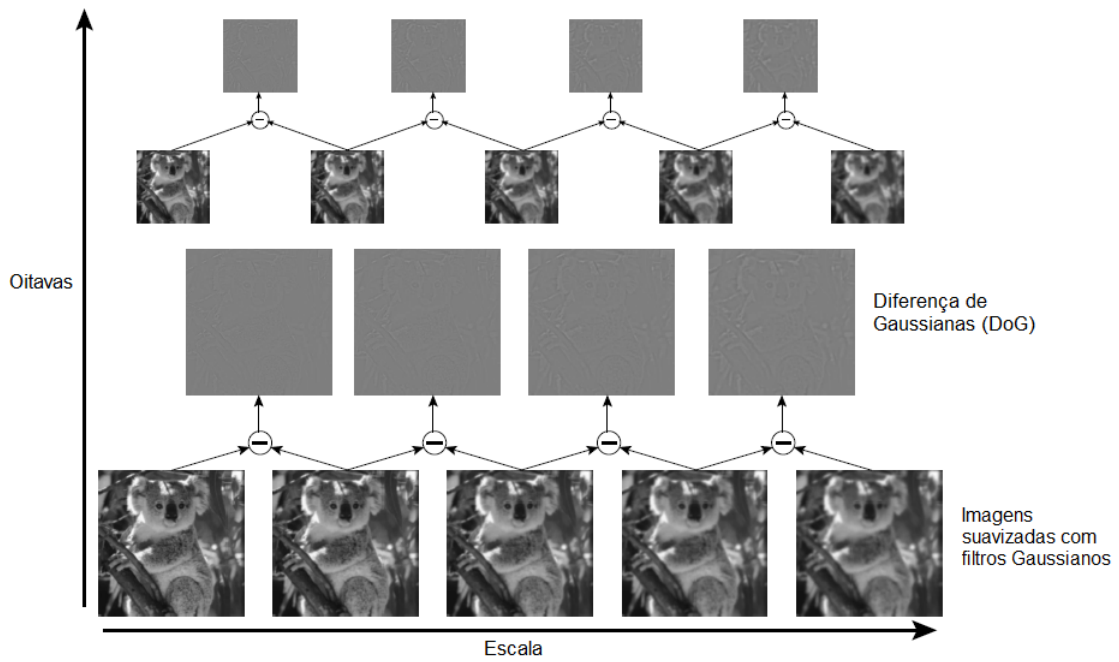 Oitavas
Diferença de
Gaussianas (DoG)
Imagens
suavizadas com
filtros Gaussianos
Escala